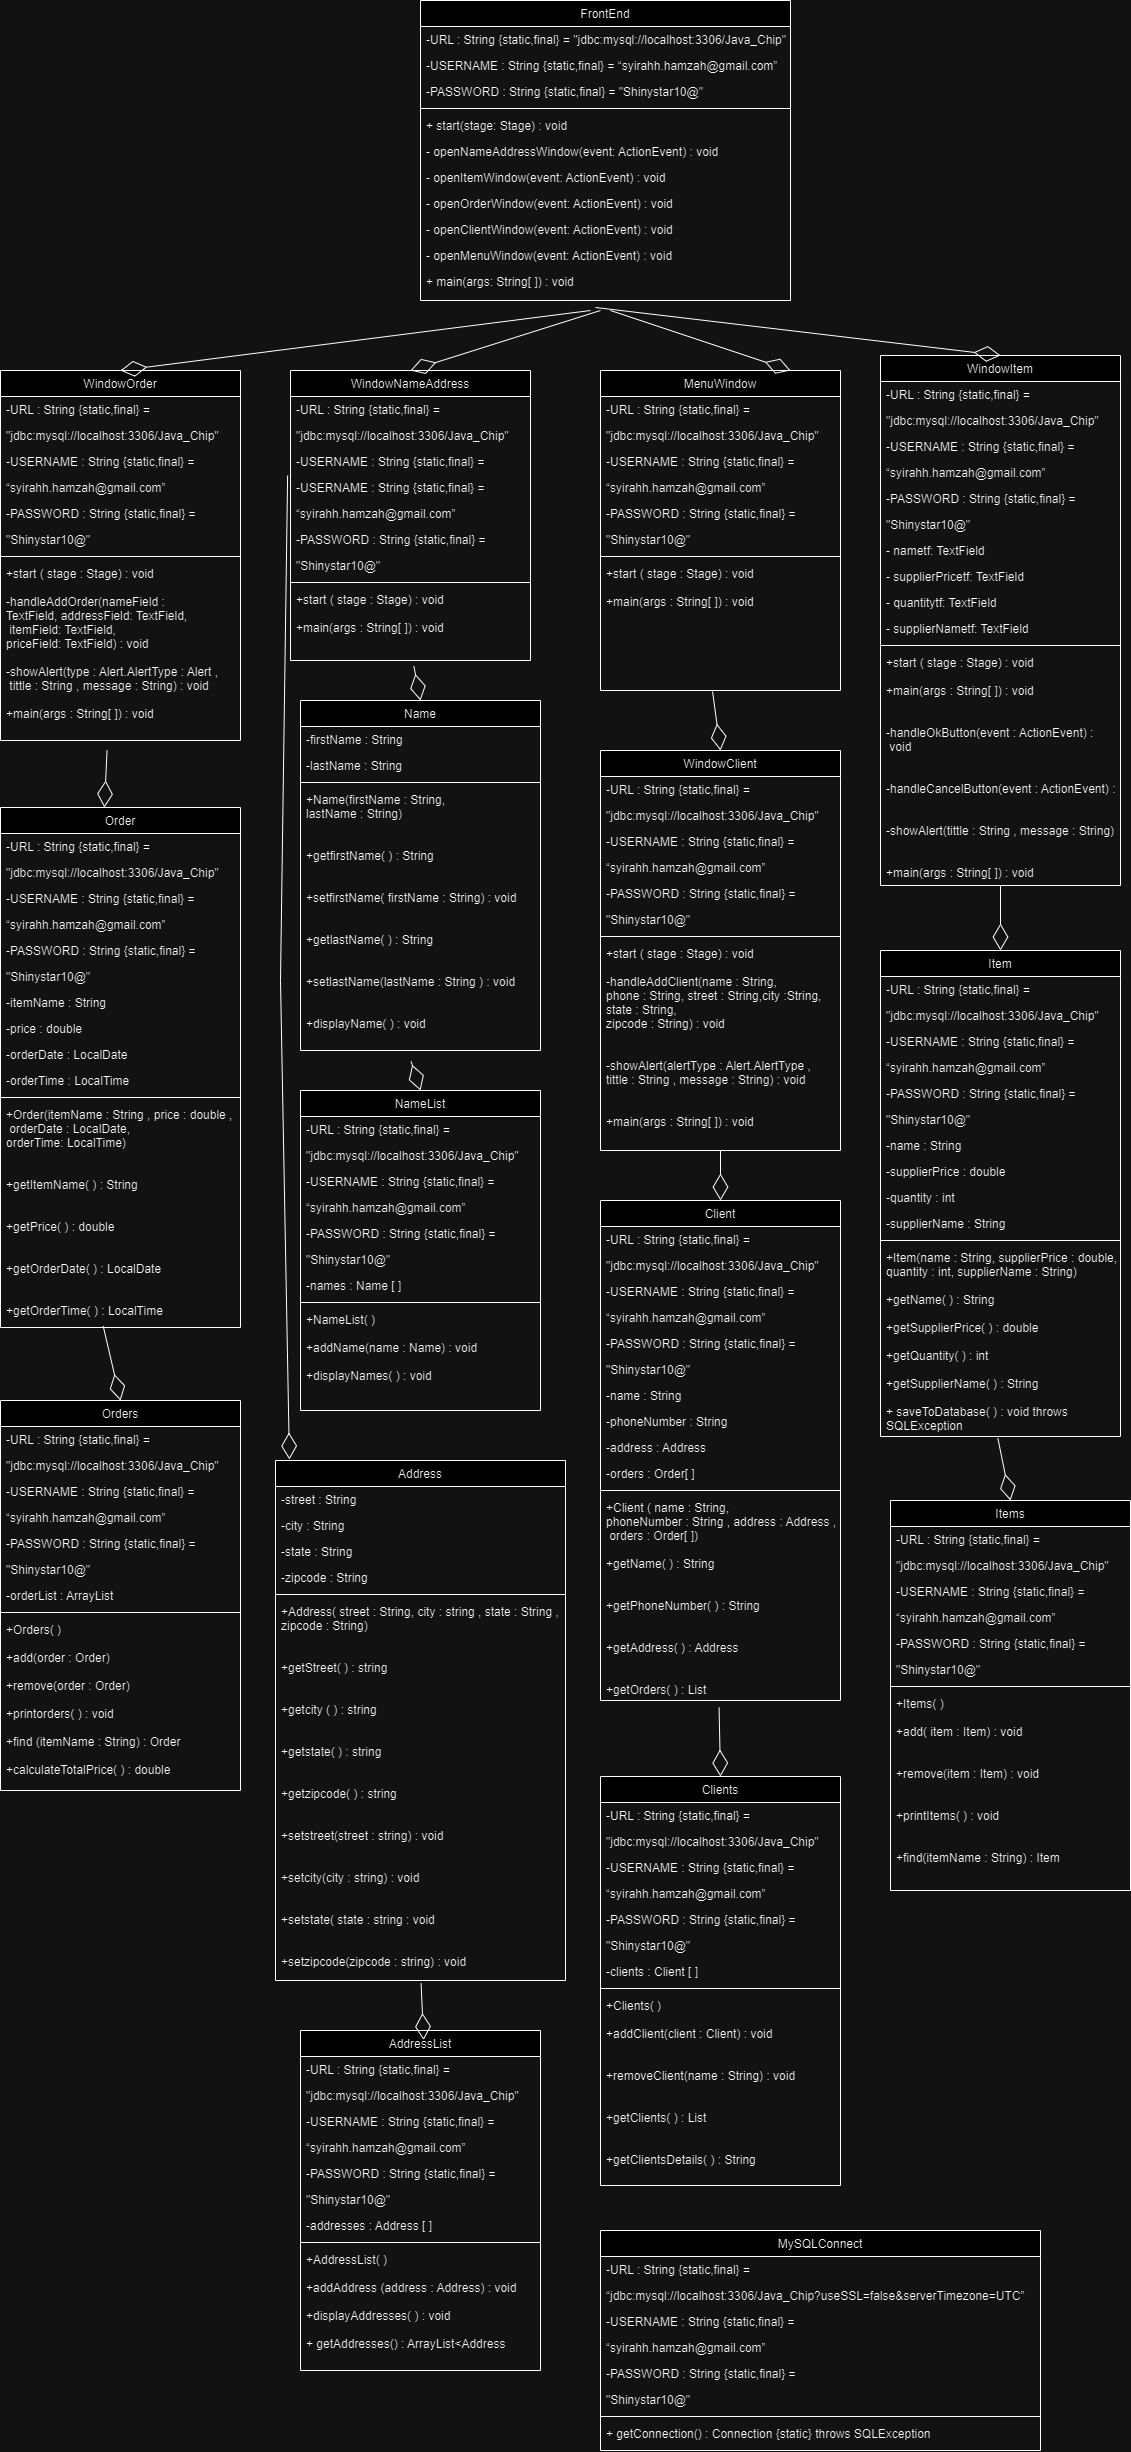 FrontEnd
-URL : String {static,final} = "jdbc:mysql://localhost:3306/Java_Chip"
-USERNAME : String {static,final} = “syirahh.hamzah@gmail.com”
-PASSWORD : String {static,final} = "Shinystar10@"
+ start(stage: Stage) : void
- openNameAddressWindow(event: ActionEvent) : void
- openItemWindow(event: ActionEvent) : void
- openOrderWindow(event: ActionEvent) : void
- openClientWindow(event: ActionEvent) : void
- openMenuWindow(event: ActionEvent) : void
+ main(args: String[ ]) : void
WindowOrder
-URL : String {static,final} =
"jdbc:mysql://localhost:3306/Java_Chip"
-USERNAME : String {static,final} =
“syirahh.hamzah@gmail.com”
-PASSWORD : String {static,final} =
"Shinystar10@"
+start ( stage : Stage) : void
-handleAddOrder(nameField :
TextField, addressField: TextField,
itemField: TextField,
priceField: TextField) : void
-showAlert(type : Alert.AlertType : Alert ,
tittle : String , message : String) : void
+main(args : String[ ]) : void
Order
-URL : String {static,final} =
"jdbc:mysql://localhost:3306/Java_Chip"
-USERNAME : String {static,final} =
“syirahh.hamzah@gmail.com”
-PASSWORD : String {static,final} =
"Shinystar10@"
-itemName : String
-price : double
-orderDate : LocalDate
-orderTime : LocalTime
+Order(itemName : String , price : double ,
orderDate : LocalDate,
orderTime: LocalTime)
+getItemName( ) : String
+getPrice( ) : double
+getOrderDate( ) : LocalDate
+getOrderTime( ) : LocalTime
Orders
-URL : String {static,final} =
"jdbc:mysql://localhost:3306/Java_Chip"
-USERNAME : String {static,final} =
“syirahh.hamzah@gmail.com”
-PASSWORD : String {static,final} =
"Shinystar10@"
-orderList : ArrayList
+Orders( )
+add(order : Order)
+remove(order : Order)
+printorders( ) : void
+find (itemName : String) : Order
+calculateTotalPrice( ) : double
WindowNameAddress
-URL : String {static,final} =
"jdbc:mysql://localhost:3306/Java_Chip"
-USERNAME : String {static,final} =
-USERNAME : String {static,final} =
“syirahh.hamzah@gmail.com”
-PASSWORD : String {static,final} =
"Shinystar10@"
+start ( stage : Stage) : void
+main(args : String[ ]) : void
Name
-firstName : String
-lastName : String
+Name(firstName : String,
lastName : String)
+getfirstName( ) : String
+setfirstName( firstName : String) : void
+getlastName( ) : String
+setlastName(lastName : String ) : void
+displayName( ) : void
NameList
-URL : String {static,final} =
"jdbc:mysql://localhost:3306/Java_Chip"
-USERNAME : String {static,final} =
“syirahh.hamzah@gmail.com”
-PASSWORD : String {static,final} =
"Shinystar10@"
-names : Name [ ]
+NameList( )
+addName(name : Name) : void
+displayNames( ) : void
Address
-street : String
-city : String
-state : String
-zipcode : String
+Address( street : String, city : string , state : String ,
zipcode : String)
+getStreet( ) : string
+getcity ( ) : string
+getstate( ) : string
+getzipcode( ) : string
+setstreet(street : string) : void
+setcity(city : string) : void
+setstate( state : string : void
+setzipcode(zipcode : string) : void
AddressList
-URL : String {static,final} =
"jdbc:mysql://localhost:3306/Java_Chip"
-USERNAME : String {static,final} =
“syirahh.hamzah@gmail.com”
-PASSWORD : String {static,final} =
"Shinystar10@"
-addresses : Address [ ]
+AddressList( )
+addAddress (address : Address) : void
+displayAddresses( ) : void
+ getAddresses() : ArrayList<Address
MenuWindow
-URL : String {static,final} =
"jdbc:mysql://localhost:3306/Java_Chip"
-USERNAME : String {static,final} =
“syirahh.hamzah@gmail.com”
-PASSWORD : String {static,final} =
"Shinystar10@"
+start ( stage : Stage) : void
+main(args : String[ ]) : void
WindowClient
-URL : String {static,final} =
"jdbc:mysql://localhost:3306/Java_Chip"
-USERNAME : String {static,final} =
“syirahh.hamzah@gmail.com”
-PASSWORD : String {static,final} =
"Shinystar10@"
+start ( stage : Stage) : void
-handleAddClient(name : String,
phone : String, street : String,city :String,
state : String,
zipcode : String) : void
-showAlert(alertType : Alert.AlertType ,
tittle : String , message : String) : void
+main(args : String[ ]) : void
Client
-URL : String {static,final} =
"jdbc:mysql://localhost:3306/Java_Chip"
-USERNAME : String {static,final} =
“syirahh.hamzah@gmail.com”
-PASSWORD : String {static,final} =
"Shinystar10@"
-name : String
-phoneNumber : String
-address : Address
-orders : Order[ ]
+Client ( name : String,
phoneNumber : String , address : Address ,
orders : Order[ ])
+getName( ) : String
+getPhoneNumber( ) : String
+getAddress( ) : Address
+getOrders( ) : List
Clients
-URL : String {static,final} =
"jdbc:mysql://localhost:3306/Java_Chip"
-USERNAME : String {static,final} =
“syirahh.hamzah@gmail.com”
-PASSWORD : String {static,final} =
"Shinystar10@"
-clients : Client [ ]
+Clients( )
+addClient(client : Client) : void
+removeClient(name : String) : void
+getClients( ) : List
+getClientsDetails( ) : String
WindowItem
-URL : String {static,final} =
"jdbc:mysql://localhost:3306/Java_Chip"
-USERNAME : String {static,final} =
“syirahh.hamzah@gmail.com”
-PASSWORD : String {static,final} =
"Shinystar10@"
- nametf: TextField
- supplierPricetf: TextField
- quantitytf: TextField
- supplierNametf: TextField
+start ( stage : Stage) : void
+main(args : String[ ]) : void
-handleOkButton(event : ActionEvent) :
void
-handleCancelButton(event : ActionEvent) :
-showAlert(tittle : String , message : String)
+main(args : String[ ]) : void
Item
-URL : String {static,final} =
"jdbc:mysql://localhost:3306/Java_Chip"
-USERNAME : String {static,final} =
“syirahh.hamzah@gmail.com”
-PASSWORD : String {static,final} =
"Shinystar10@"
-name : String
-supplierPrice : double
-quantity : int
-supplierName : String
+Item(name : String, supplierPrice : double,
quantity : int, supplierName : String)
+getName( ) : String
+getSupplierPrice( ) : double
+getQuantity( ) : int
+getSupplierName( ) : String
+ saveToDatabase( ) : void throws
SQLException
Items
-URL : String {static,final} =
"jdbc:mysql://localhost:3306/Java_Chip"
-USERNAME : String {static,final} =
“syirahh.hamzah@gmail.com”
-PASSWORD : String {static,final} =
"Shinystar10@"
+Items( )
+add( item : Item) : void
+remove(item : Item) : void
+printItems( ) : void
+find(itemName : String) : Item
MySQLConnect
-URL : String {static,final} =
“jdbc:mysql://localhost:3306/Java_Chip?useSSL=false&serverTimezone=UTC”
-USERNAME : String {static,final} =
“syirahh.hamzah@gmail.com”
-PASSWORD : String {static,final} =
"Shinystar10@"
+ getConnection() : Connection {static} throws SQLException